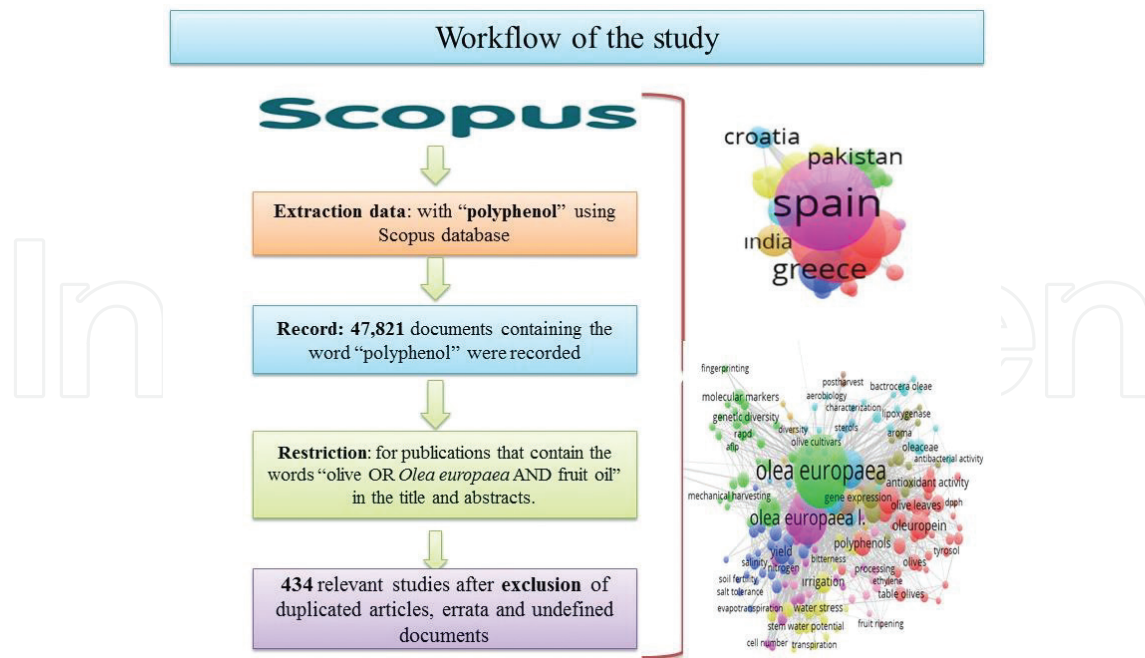 Workflow of the study
Scopus
Extraction data: with “polyphenol” using
Scopus database
Record: 47,821 documents containing the
word “polyphenol” were recorded
Restriction: for publications that contain the
words “olive OR Olea europaea AND fruit oil”
in the title and abstracts.
434 relevant studies after exclusion of
duplicated articles, errata and undefined
documents
croatia
pakistan
spain
india
greece
fingerprinting
postharvest
bactrocera oleae
molecular markers
aerobiology
characterization
lipoxygenase
genetic diversity
diversity
sterols
aroma
rapd
olive cultivars
oleaceae
aflp
antibacterial activity
olea europaea
antioxidant activity
mechanical harvesting
gene expression
olive leaves
dpph
olea europaea l.
oleuropein
yield
polyphenols
tyrosol
salinity
bitterness
olives
nitrogen
processing
soil fertility
irrigation
ethylene
salt tolerance
table olives
evapotranspiration
water stress
stem water potential
fruit ripening
cell number
transpiration
In
en